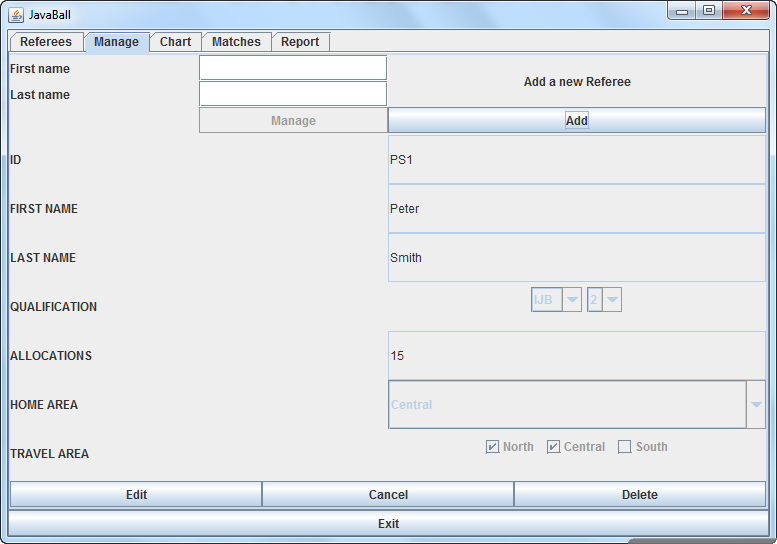 JavaBall
Referees Manage Chart Matches Report
First name
Add a new Referee
Last name
Manage Add
ID PS1
FIRST NAME Peter
LAST NAME Smith
QUALIFICATION IJB 2
ALLOCATIONS 15
HOME AREA Central
TRAVEL AREA North Central South
Edit Cancel Delete
Exit